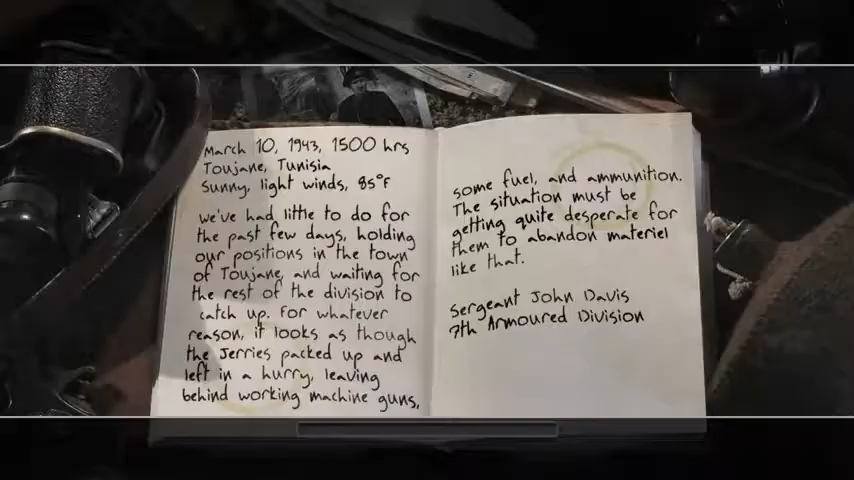 March 10, 1943, 1500 hrs
Toujane, Tunisia
Sunny, light winds, 85°F
we've had little to do for
the past few days, holding
our positions in the town
of Toujane, and waiting for
the rest of the division to
catch up. For whatever
reason, it looks as though
the Jerries packed up and
left in a hurry, leaving
behind working machine guns,
some fuel, and ammunition.
The situation must be
getting quite desperate for
them to abandon materiel
like that.
Sergeant John Davis
7th Armoured Division